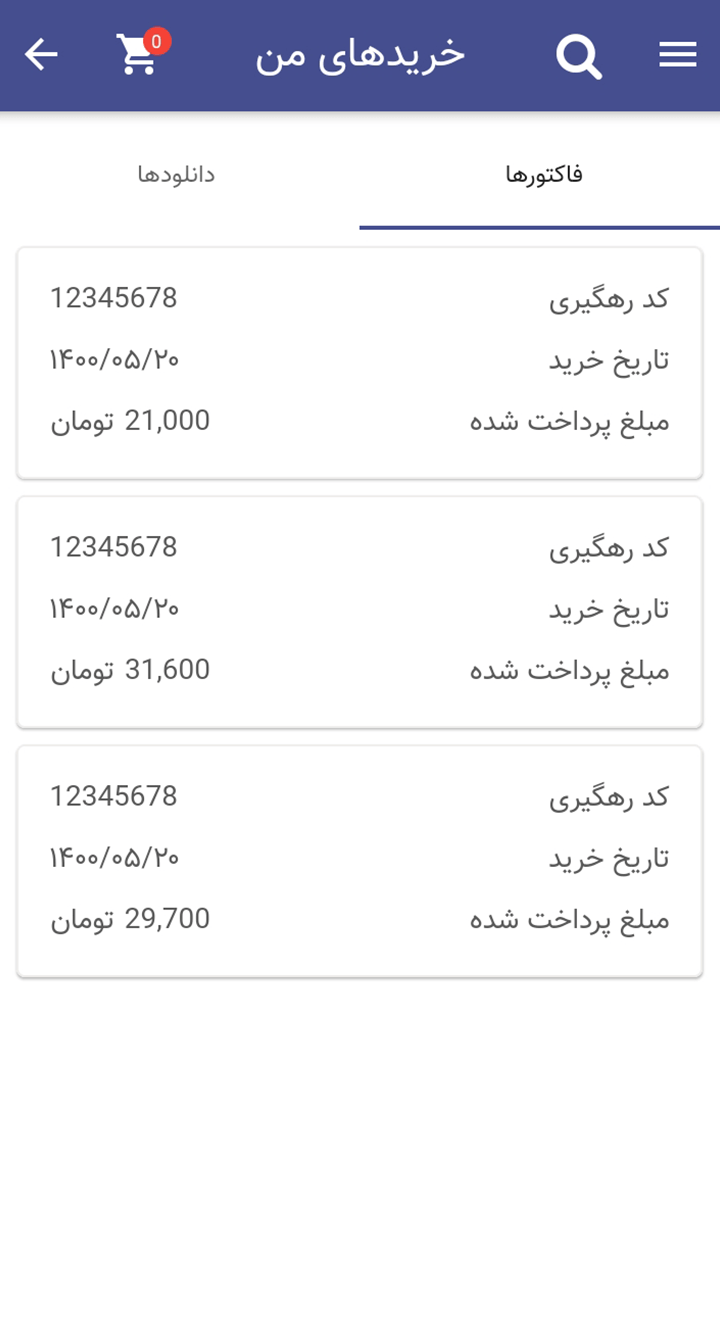 خریدهای من
0
فاکتورها
دانلودها
کد رهگیری 12345678
تاریخ خرید ۱۴۰۰/۰۵/۲۰
مبلغ پرداخت شده 21,000 تومان
کد رهگیری 12345678
تاریخ خرید ۱۴۰۰/۰۵/۲۰
مبلغ پرداخت شده 31,600 تومان
کد رهگیری 12345678
تاریخ خرید ۱۴۰۰/۰۵/۲۰
مبلغ پرداخت شده 29,700 تومان